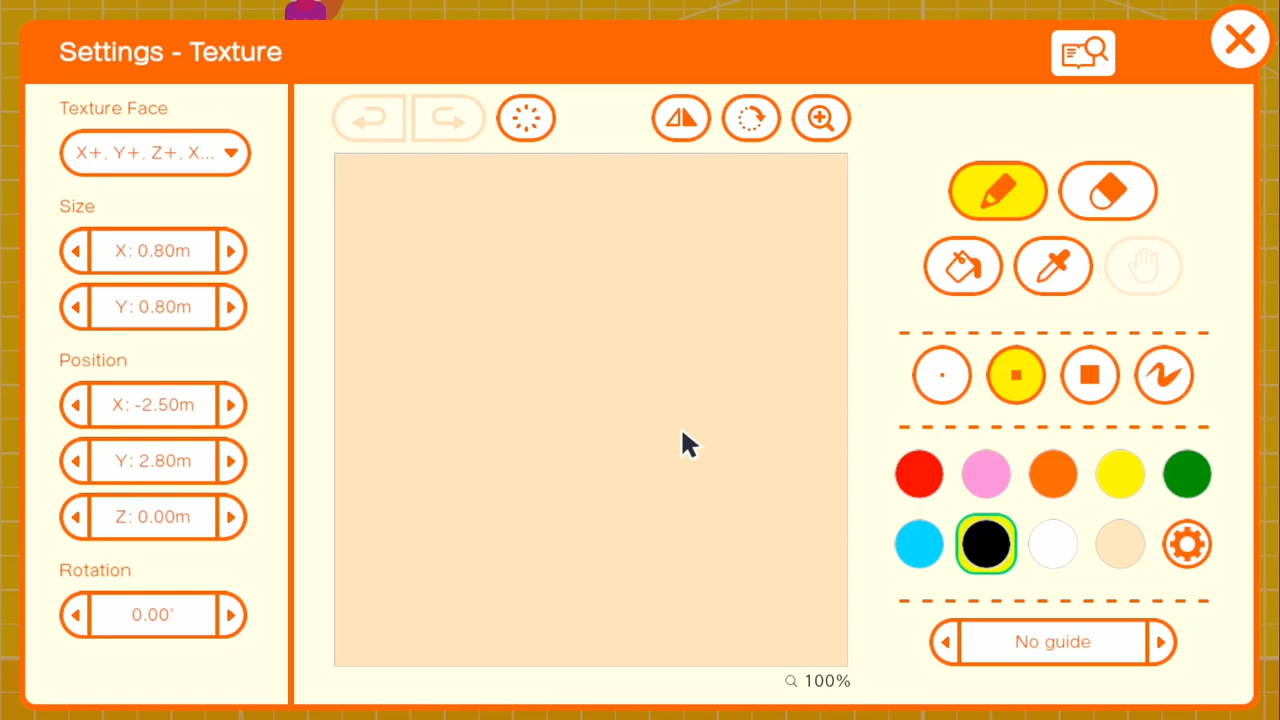 Settings - Texture
Texture Face
X+, Y+, Z+, X...
Size
X: 0.80m
Y: 0.80m
Position
X: -2.50m
Y: 2.80m
Z: 0.00m
Rotation
0.00°
100%
No guide